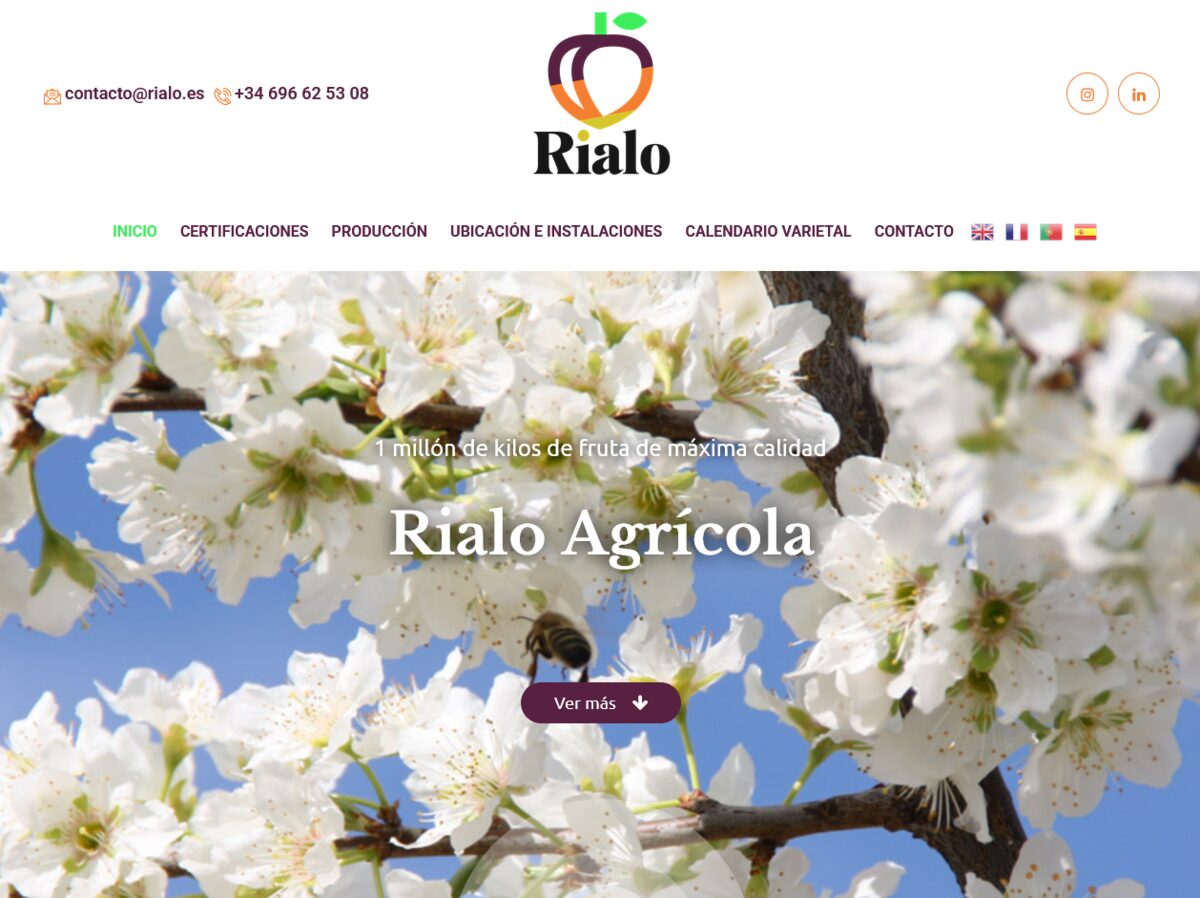 contacto@rialo.es +34 696 62 53 08
Rialo
INICIO CERTIFICACIONES PRODUCCIÓN UBICACIÓN E INSTALACIONES CALENDARIO VARIETAL CONTACTO
1 millón de kilos de fruta de máxima calidad
Rialo Agrícola
Ver más